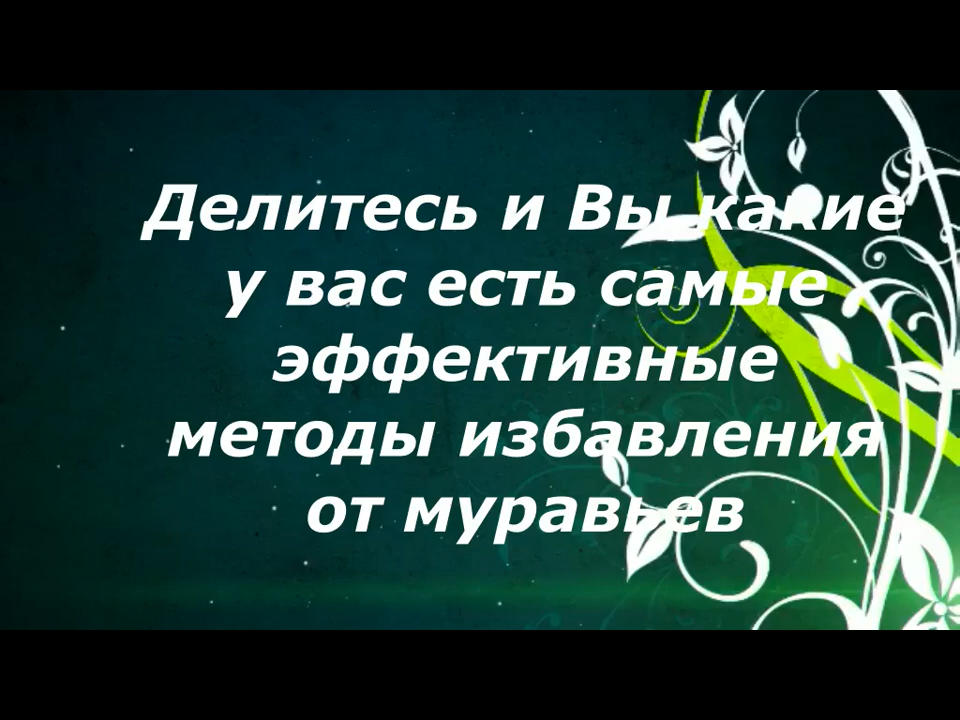 Делитесь и Вы,какие
у вас есть самые
эффективные
методы избавления
от муравьев